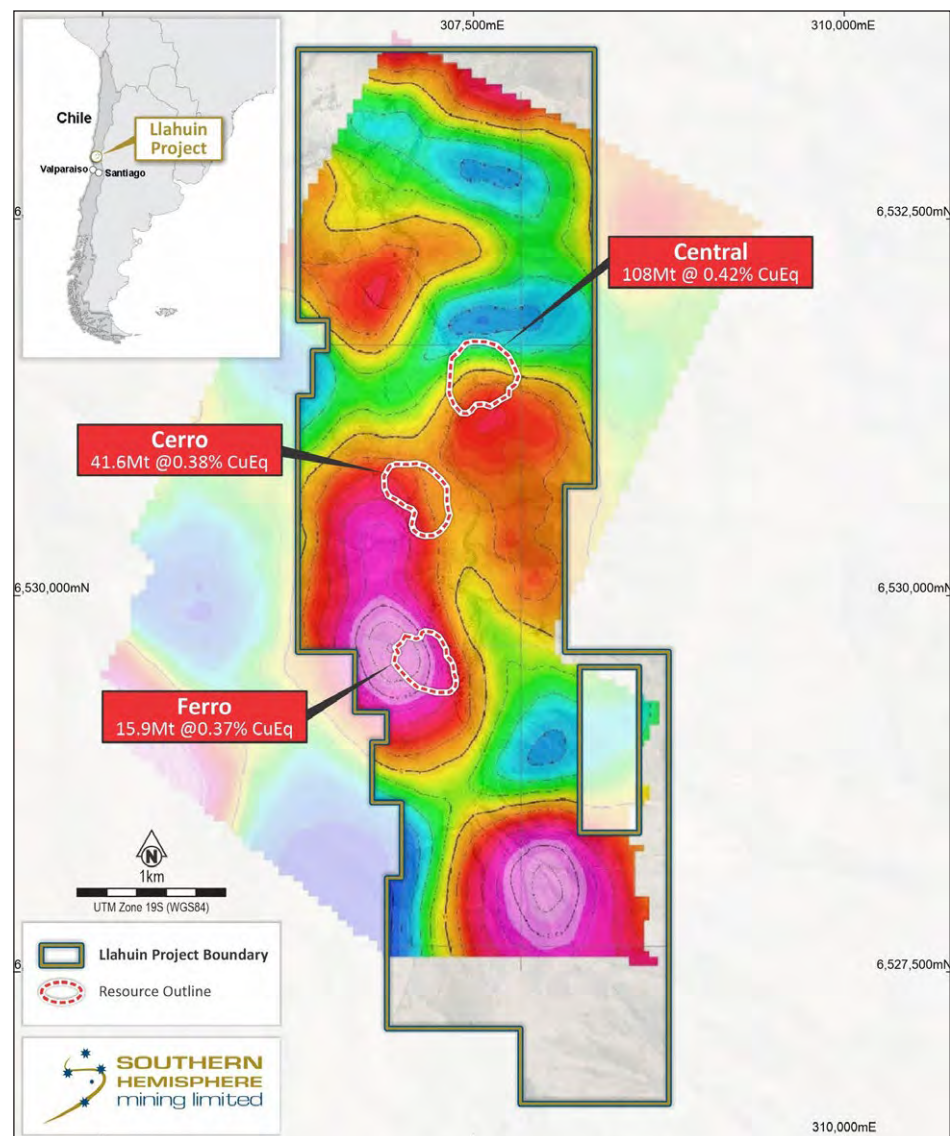 307,500mE
310,000mE
Chile
Llahuin
Project
Valparaiso
Santiago
6,
6,532,500mN
Central
108Mt @ 0.42% CuEq
Cerro
41.6Mt @0.38% CuEq
6,530,000mN
6,530,000mN
Ferro
15.9Mt @0.37% CuEq
N
1km
UTM Zone 19S (WGS84)
Llahuin Project Boundary
Resource Outline
6,
6,527,500mN
SOUTHERN
HEMISPHERE
mining limited
310,000mE